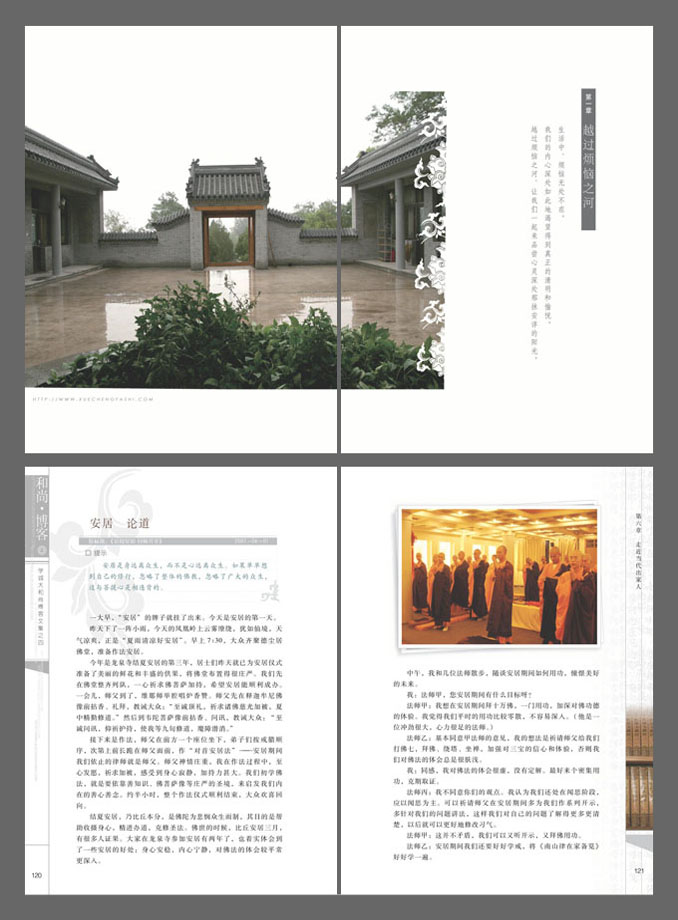 第一章 越过烦恼之河
生活中，烦恼无处不在。
我们的内心深处如此地渴望得到真正的清明和愉悦。
越过烦恼之河，让我们一起来品尝心灵深处那抹安详的阳光。
HTTP://WWW.XUECHENGFASHI.COM
和尚·博客
学诚大和尚博客文集之四
安居 论道
提示
安居是身远离众生，而不是心远离众生。如果单单想
到自己的修行，忽略了整体的佛教，忽略了广大的众生，
这与菩提心是相违背的。
一大早，“安居”的牌子就挂了出来。今天是安居的第一天。
昨天下了一阵小雨，今天的凤凰岭上云雾缭绕，犹如仙境，天
气凉爽，正是“夏雨清凉好安居”。早上7:30，大众齐聚德尘居
佛堂，准备作法安居。
今年是龙泉寺结夏安居的第三年，居士们昨天就已为安居仪式
准备了美丽的鲜花和丰盛的供果，将佛堂布置得很庄严。我们先
在佛堂整齐列队，一心祈求佛菩萨加持，希望安居能顺利成办。
一会儿，师父到了，维那师举腔唱炉香赞。师父先在释迦牟尼佛
像前拈香、礼拜，教诫大众：“至诚顶礼，祈求诸佛慈光加被，夏
中精勤修道。”然后到韦陀菩萨像前拈香、问讯，教诫大众：“至
诚问讯，仰祈护持，使我等九旬修道，魔障潜消。”
接下来是作法，师父在前方一个座位坐下，弟子们按戒腊顺
序，次第上前长跪在师父面前，作“对首安居法”——安居期间
我们依止的律师就是师父。师父神情庄重，我在作法过程中，至
心发愿，祈求加被，感受到身心寂静，加持力甚大。我们初学佛
法，就是要依靠善知识、佛菩萨像等庄严的圣境，来启发我们内
在的善心善念。约半小时，整个作法仪式顺利结束，大众欢喜回
向。
结夏安居，乃比丘本分，是佛陀为悲悯众生而制，其目的是帮
助收摄身心，精进办道，克修圣法。佛世的时候，比丘安居三月，
有很多人证果。大家在龙泉寺参加安居有两年了，也着实体会到
了一些安居的好处：身心安稳、内心宁静，对佛法的体会较平常
更深入。
120
第六章 走近当代出家人
中午，我和几位法师散步，随谈安居期间如何用功，憧憬美好
的未来。
我：法师甲，您安居期间有什么目标呀？
法师甲：我想在安居期间拜十万佛，一门用功，加深对佛功德
的体验。我觉得我们平时的用功比较零散，不容易深入。（他是一
位冲劲很大、心力很足的法师。）
法师乙：基本同意甲法师的意见，我的想法是祈请师父给我们
打佛七，拜佛、绕塔、坐禅，加强对三宝的信心和体验，否则我
们对佛法的体会总是很肤浅。
我：同感，我对佛法的体会很虚，没有定解。最好来个密集用
功，克期取证。
法师丙：我不同意你们的观点。我认为我们还处在闻思阶段，
应以闻思为主。可以祈请师父在安居期间多为我们作系列开示，
多针对我们的问题讲法，这样我们对自己的问题了解得更多更清
楚，以后就可以更好地修改习气。
法师甲：这并不矛盾，我们可以又听开示，又拜佛用功。
法师乙：安居期间我们还要好好学戒，将《南山律在家备览》
好好学一遍。
121